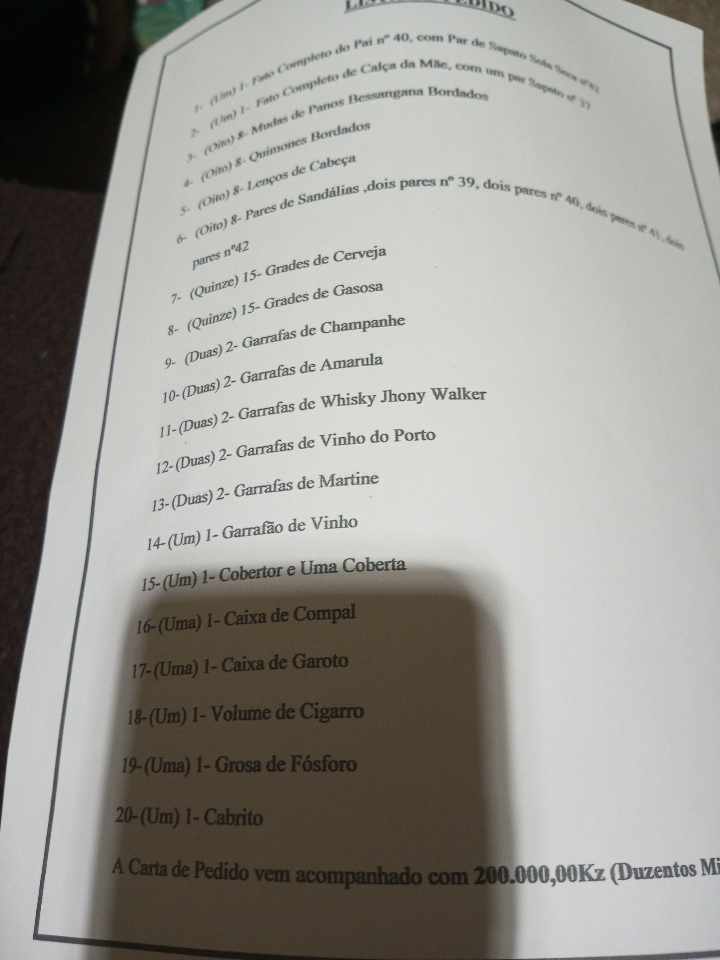 PEDIDO
1- (Um) 1- Fato Completo do Pai nº 40, com Par de Sapato Sola Seca nº42
2- (Um) 1- Fato Completo de Calça da Mãe, com um par Sapato nº 37
3- (Oito) 8- Mudas de Panos Bessangana Bordados
4- (Oito) 8- Quimones Bordados
5- (Oito) 8- Lenços de Cabeça
6- (Oito) 8- Pares de Sandálias ,dois pares nº 39, dois pares nº 40, dois pares nº 41, dois
pares nº42
7- (Quinze) 15- Grades de Cerveja
8- (Quinze) 15- Grades de Gasosa
9- (Duas) 2- Garrafas de Champanhe
10-(Duas) 2- Garrafas de Amarula
11-(Duas) 2- Garrafas de Whisky Jhony Walker
12-(Duas) 2- Garrafas de Vinho do Porto
13-(Duas) 2- Garrafas de Martine
14-(Um) 1- Garrafão de Vinho
15-(Um) 1- Cobertor e Uma Coberta
16-(Uma) 1- Caixa de Compal
17-(Uma) 1- Caixa de Garoto
18-(Um) 1- Volume de Cigarro
19-(Uma) 1- Grosa de Fósforo
20-(Um) 1- Cabrito
A Carta de Pedido vem acompanhado com 200.000,00Kz (Duzentos Mi